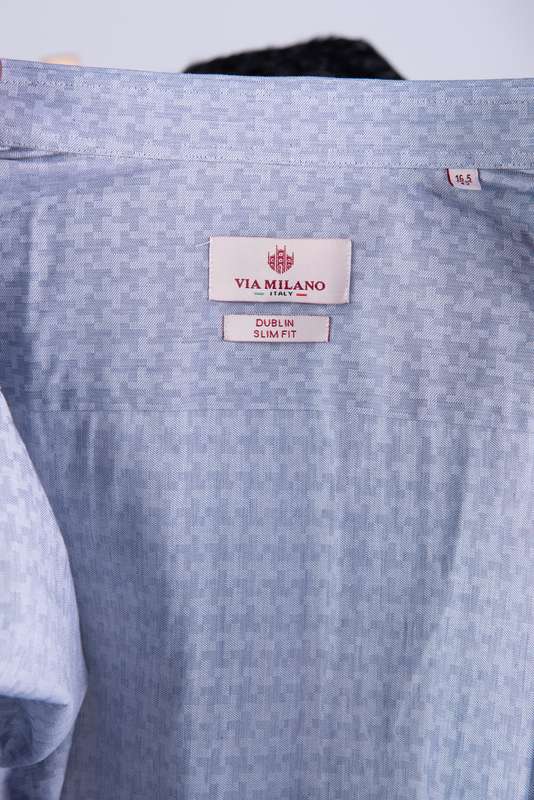 16.5
VIA MILANO
ITALY
DUBLIN
SLIM FIT